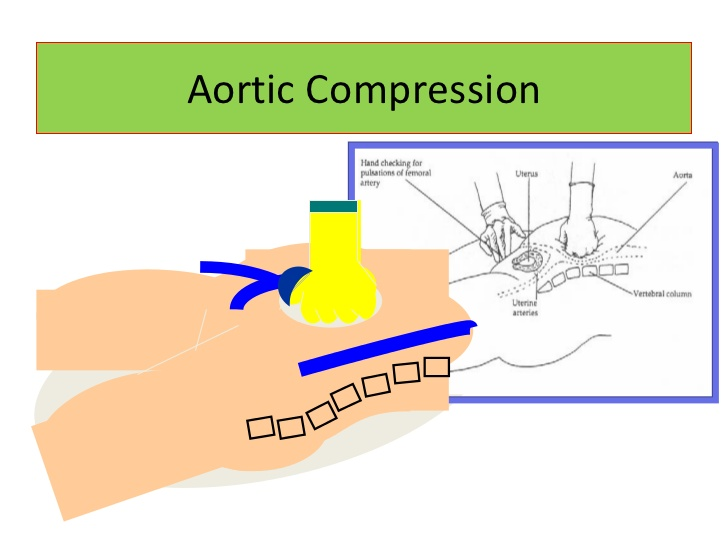 Aortic Compression
Hand checking for
pulsations of femoral
artery
Uterus
Aorta
Uterine
arteries
Vertebral column